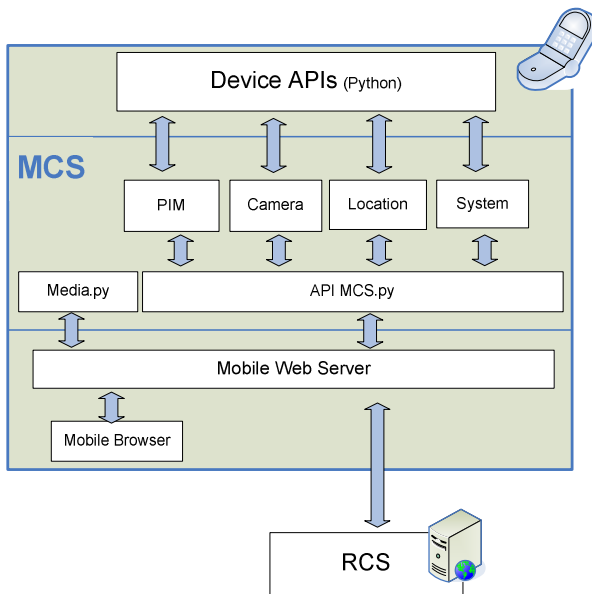 Device APIs (Python)
MCS
PIM
Camera
Location
System
Media.py
API MCS.py
Mobile Web Server
Mobile Browser
RCS